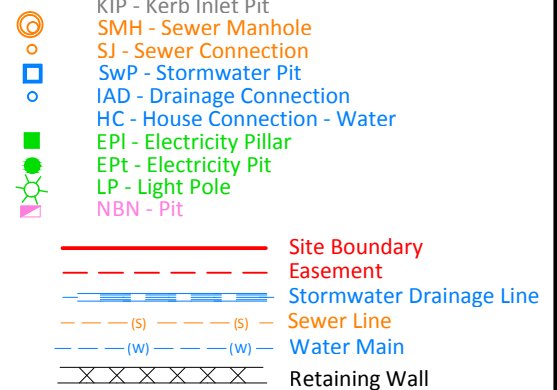 KIP - Kerb Inlet Pit
SMH - Sewer Manhole
SJ - Sewer Connection
SwP - Stormwater Pit
IAD - Drainage Connection
HC - House Connection - Water
EPl - Electricity Pillar
EPt - Electricity Pit
LP - Light Pole
NBN - Pit
Site Boundary
Easement
Stormwater Drainage Line
(S) (S) Sewer Line
(W) (W) Water Main
Retaining Wall